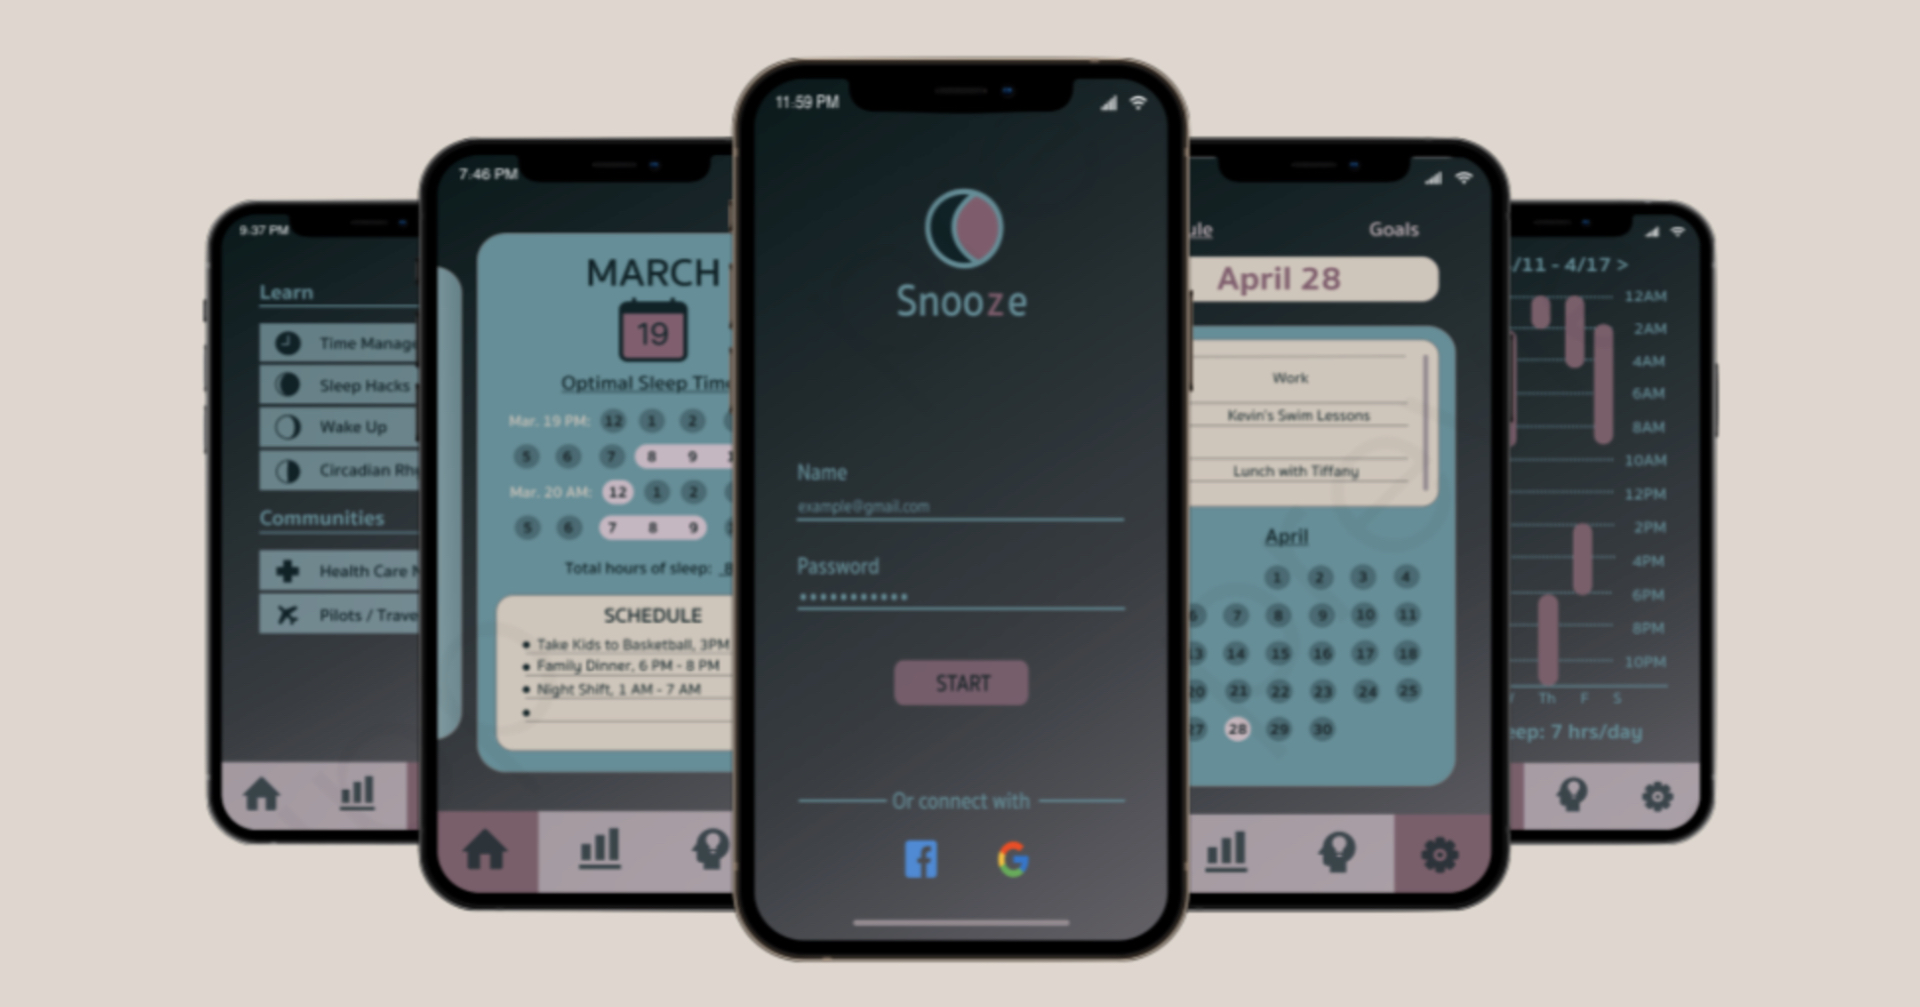 9:37 PM
Learn
Time Manage
Sleep Hacks
Wake Up
Circadian Rhy
Communities
Health Care N
Pilots / Trave
7:46 PM
MARCH
19
Optimal Sleep Time
Mar. 19 PM: 12 1 2
5 6 7 8 9 1
Mar. 20 AM: 12 1 2
5 6 7 8 9
Total hours of sleep: 8
SCHEDULE
Take Kids to Basketball, 3PM
Family Dinner, 6 PM - 8 PM
Night Shift, 1 AM - 7 AM
11:59 PM
Snooze
Name
example@gmail.com
Password
START
Or connect with
ule Goals
April 28
Work
Kevin's Swim Lessons
Lunch with Tiffany
April
1 2 3 4
6 7 8 9 10 11
13 14 15 16 17 18
20 21 22 23 24 25
27 28 29 30
/11 - 4/17 >
12AM
2AM
4AM
6AM
8AM
10AM
12PM
2PM
4PM
6PM
8PM
10PM
Th F S
eep: 7 hrs/day